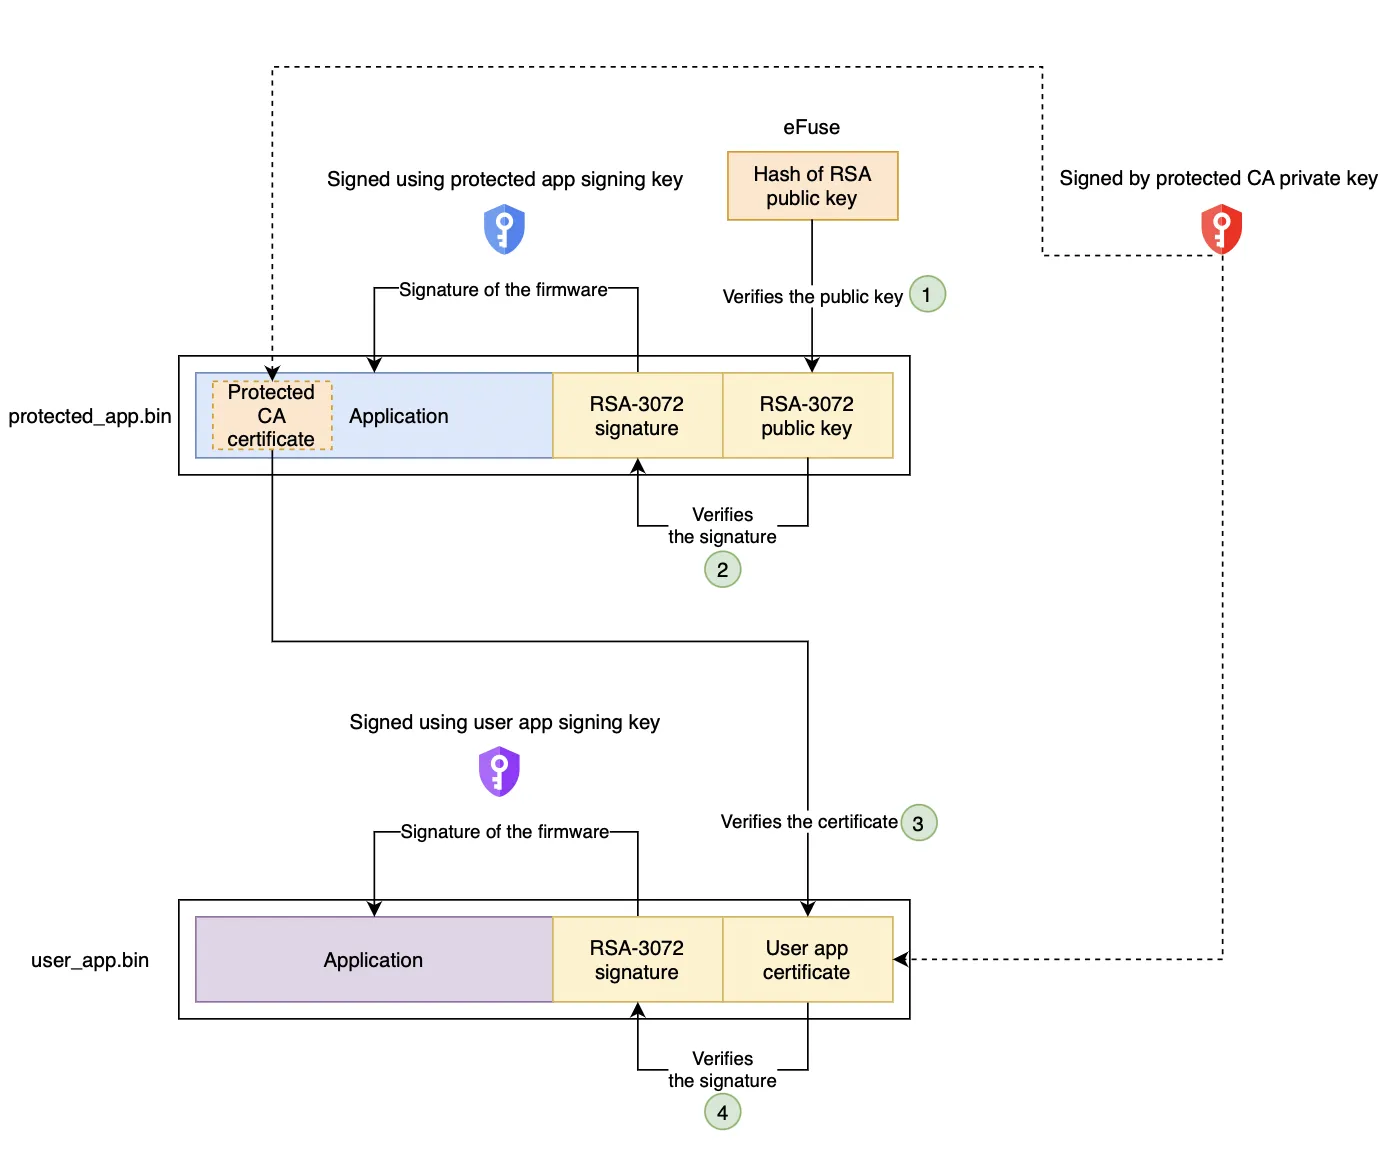 eFuse
Hash of RSA
public key
Signed using protected app signing key
Signed by protected CA private key
Signature of the firmware
Verifies the public key
1
protected_app.bin
Protected
CA
certificate
Application
RSA-3072
signature
RSA-3072
public key
Verifies
the signature
2
Signed using user app signing key
Signature of the firmware
Verifies the certificate
3
user_app.bin
Application
RSA-3072
signature
User app
certificate
Verifies
the signature
4